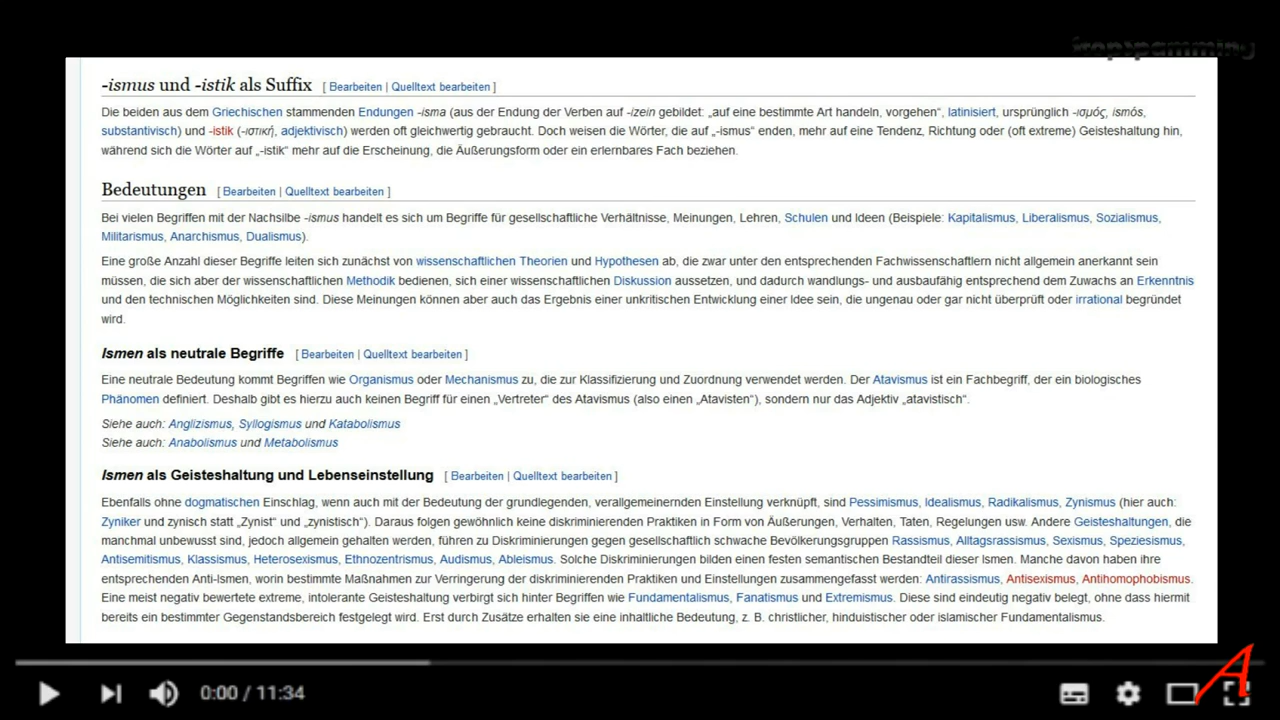 stopspamming
-ismus und -istik als Suffix [ Bearbeiten | Quelltext bearbeiten ]
Die beiden aus dem Griechischen stammenden Endungen -isma (aus der Endung der Verben auf -izein gebildet: „auf eine bestimmte Art handeln, vorgehen“, latinisiert, ursprünglich -ισμός, ismós,
substantivisch) und -istik (-ιστική, adjektivisch) werden oft gleichwertig gebraucht. Doch weisen die Wörter, die auf „-ismus“ enden, mehr auf eine Tendenz, Richtung oder (oft extreme) Geisteshaltung hin,
während sich die Wörter auf „-istik“ mehr auf die Erscheinung, die Äußerungsform oder ein erlernbares Fach beziehen.
Bedeutungen [ Bearbeiten | Quelltext bearbeiten ]
Bei vielen Begriffen mit der Nachsilbe -ismus handelt es sich um Begriffe für gesellschaftliche Verhältnisse, Meinungen, Lehren, Schulen und Ideen (Beispiele: Kapitalismus, Liberalismus, Sozialismus,
Militarismus, Anarchismus, Dualismus).
Eine große Anzahl dieser Begriffe leiten sich zunächst von wissenschaftlichen Theorien und Hypothesen ab, die zwar unter den entsprechenden Fachwissenschaftlern nicht allgemein anerkannt sein
müssen, die sich aber der wissenschaftlichen Methodik bedienen, sich einer wissenschaftlichen Diskussion aussetzen, und dadurch wandlungs- und ausbaufähig entsprechend dem Zuwachs an Erkenntnis
und den technischen Möglichkeiten sind. Diese Meinungen können aber auch das Ergebnis einer unkritischen Entwicklung einer Idee sein, die ungenau oder gar nicht überprüft oder irrational begründet
wird.
Ismen als neutrale Begriffe [ Bearbeiten | Quelltext bearbeiten ]
Eine neutrale Bedeutung kommt Begriffen wie Organismus oder Mechanismus zu, die zur Klassifizierung und Zuordnung verwendet werden. Der Atavismus ist ein Fachbegriff, der ein biologisches
Phänomen definiert. Deshalb gibt es hierzu auch keinen Begriff für einen „Vertreter“ des Atavismus (also einen „Atavisten“), sondern nur das Adjektiv „atavistisch“.
Siehe auch: Anglizismus, Syllogismus und Katabolismus
Siehe auch: Anabolismus und Metabolismus
Ismen als Geisteshaltung und Lebenseinstellung [ Bearbeiten | Quelltext bearbeiten ]
Ebenfalls ohne dogmatischen Einschlag, wenn auch mit der Bedeutung der grundlegenden, verallgemeinernden Einstellung verknüpft, sind Pessimismus, Idealismus, Radikalismus, Zynismus (hier auch:
Zyniker und zynisch statt „Zynist“ und „zynistisch“). Daraus folgen gewöhnlich keine diskriminierenden Praktiken in Form von Äußerungen, Verhalten, Taten, Regelungen usw. Andere Geisteshaltungen, die
manchmal unbewusst sind, jedoch allgemein gehalten werden, führen zu Diskriminierungen gegen gesellschaftlich schwache Bevölkerungsgruppen Rassismus, Alltagsrassismus, Sexismus, Speziesismus,
Antisemitismus, Klassismus, Heterosexismus, Ethnozentrismus, Audismus, Ableismus. Solche Diskriminierungen bilden einen festen semantischen Bestandteil dieser Ismen. Manche davon haben ihre
entsprechenden Anti-Ismen, worin bestimmte Maßnahmen zur Verringerung der diskriminierenden Praktiken und Einstellungen zusammengefasst werden: Antirassismus, Antisexismus, Antihomophobismus.
Eine meist negativ bewertete extreme, intolerante Geisteshaltung verbirgt sich hinter Begriffen wie Fundamentalismus, Fanatismus und Extremismus. Diese sind eindeutig negativ belegt, ohne dass hiermit
bereits ein bestimmter Gegenstandsbereich festgelegt wird. Erst durch Zusätze erhalten sie eine inhaltliche Bedeutung, z. B. christlicher, hinduistischer oder islamischer Fundamentalismus.
0:00 / 11:34
A